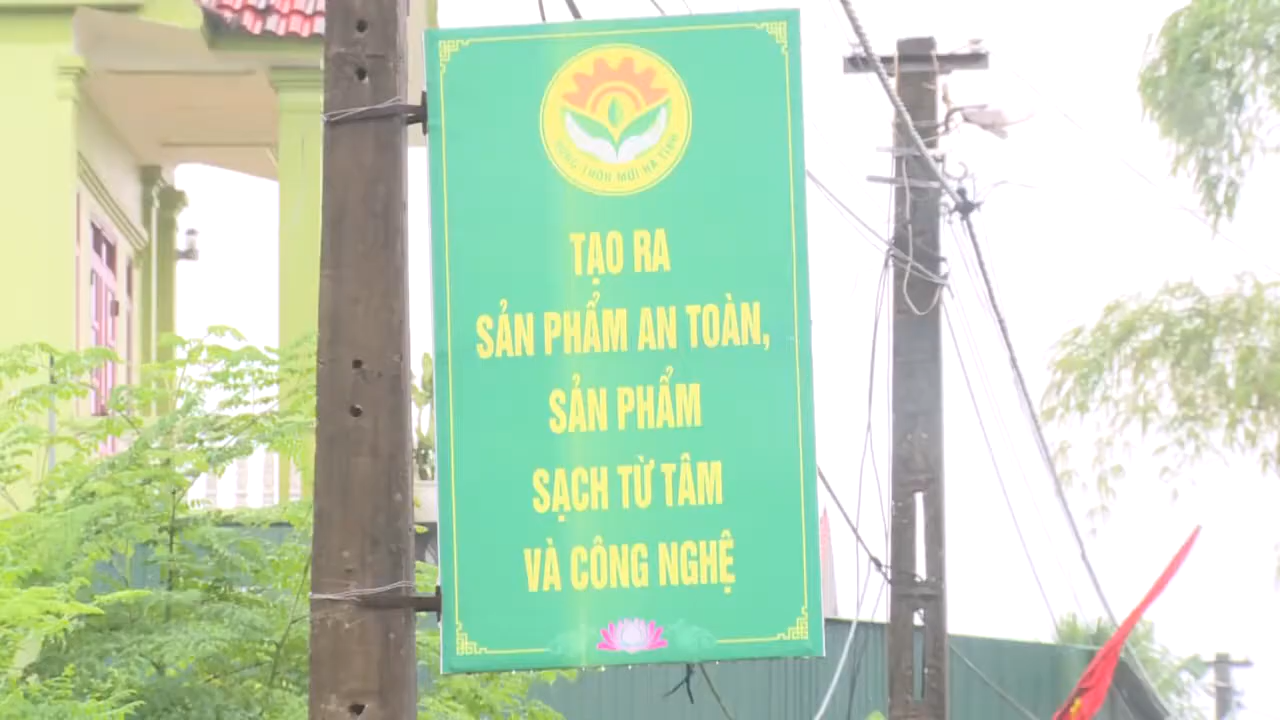 NÔNG THÔN MỚI HÀ TĨNH
TẠO RA
SẢN PHẨM AN TOÀN,
SẢN PHẨM
SẠCH TỪ TÂM
VÀ CÔNG NGHỆ